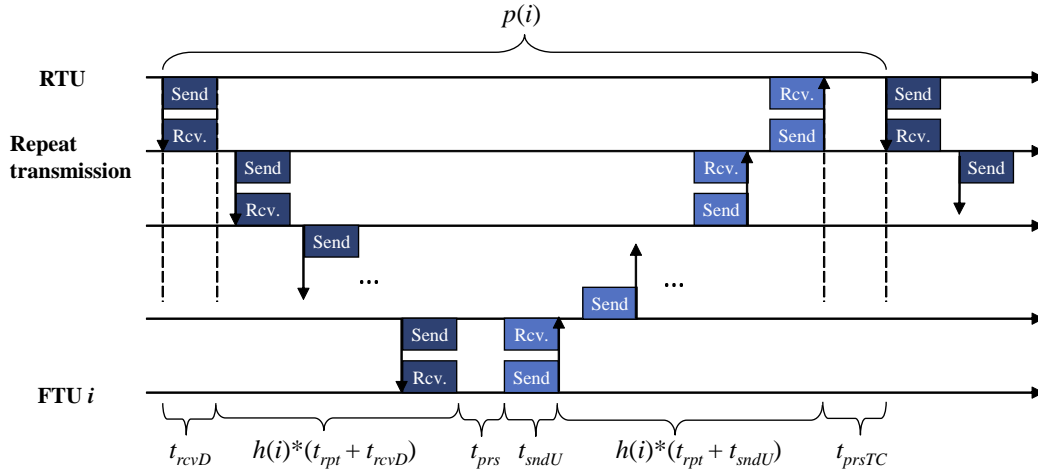 p(i)
RTU
Send
Rcv.
Send
Rcv.
Send
Rcv.
Repeat
transmission
Send
Rcv.
Send
Rcv.
Send
Send
...
Send
...
Send
Rcv.
Rcv.
Send
FTU i
t_rcvD
h(i)*(t_rpt + t_rcvD)
t_prs
t_sndU
h(i)*(t_rpt + t_sndU)
t_prsTC